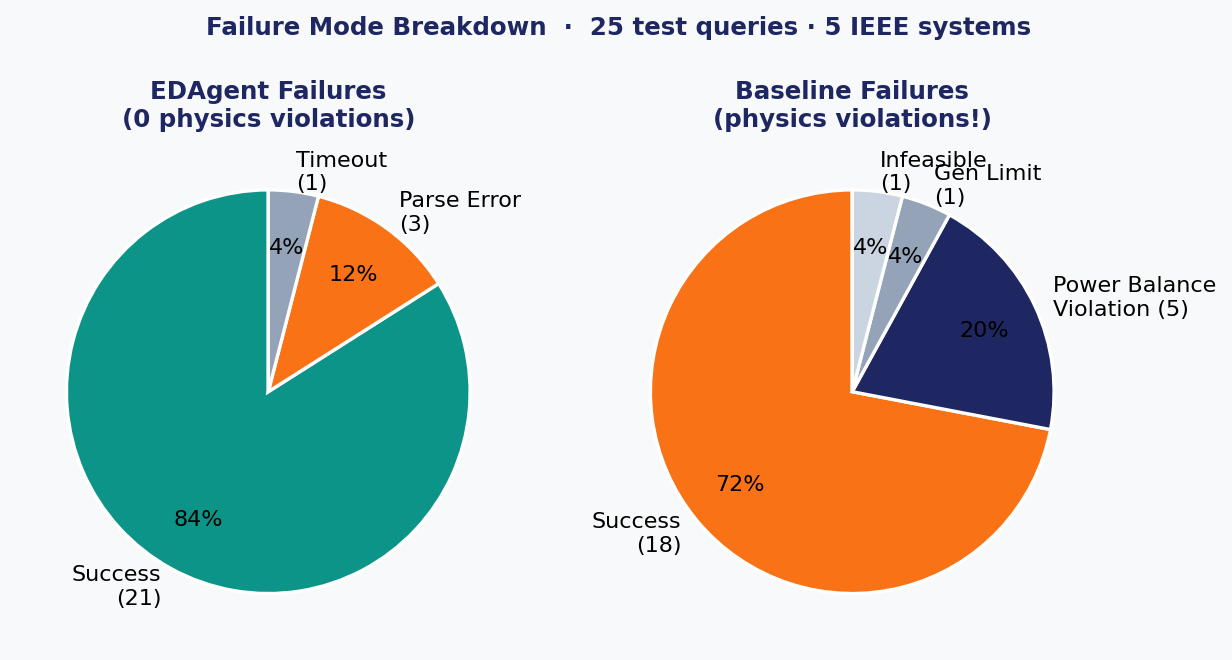 Failure Mode Breakdown · 25 test queries · 5 IEEE systems
EDAgent Failures
(0 physics violations)
Timeout
(1)
Parse Error
(3)
4%
12%
84%
Success
(21)
Baseline Failures
(physics violations!)
Infeasible
(1)
Gen Limit
(1)
4%
4%
Power Balance
Violation (5)
20%
72%
Success
(18)